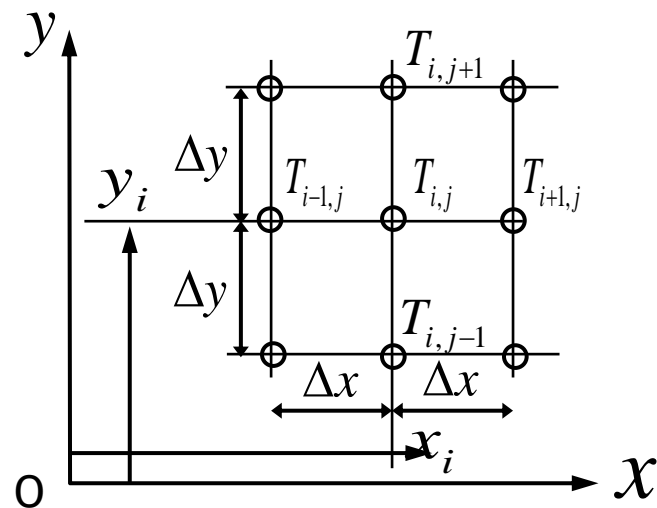 y
T_{i,j+1}
Δy
y_i
T_{i-1,j} T_{i,j} T_{i+1,j}
Δy
T_{i,j-1}
Δx Δx
x_i
O x